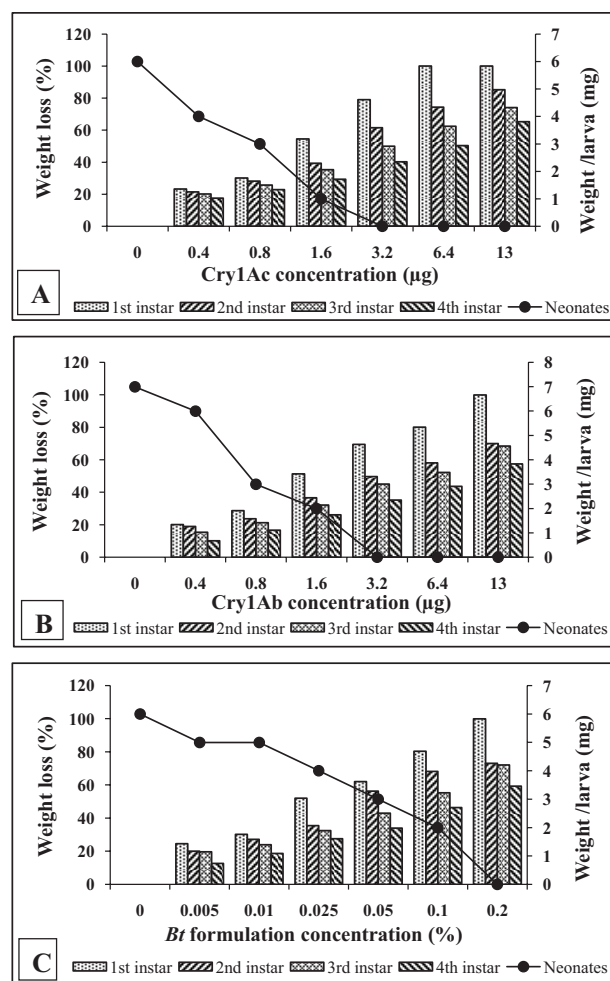 120
100
80
60
40
20
0
Weight loss (%)
7
6
5
4
3
2
1
0
Weight /larva (mg)
0 0.4 0.8 1.6 3.2 6.4 13
Cry1Ac concentration (µg)
A
1st instar 2nd instar 3rd instar 4th instar Neonates
120
100
80
60
40
20
0
Weight loss (%)
8
7
6
5
4
3
2
1
0
Weight /larva (mg)
0 0.4 0.8 1.6 3.2 6.4 13
Cry1Ab concentration (µg)
B
1st instar 2nd instar 3rd instar 4th instar Neonates
120
100
80
60
40
20
0
Weight loss (%)
7
6
5
4
3
2
1
0
Weight /larva (mg)
0 0.005 0.01 0.025 0.05 0.1 0.2
Bt formulation concentration (%)
C
1st instar 2nd instar 3rd instar 4th instar Neonates